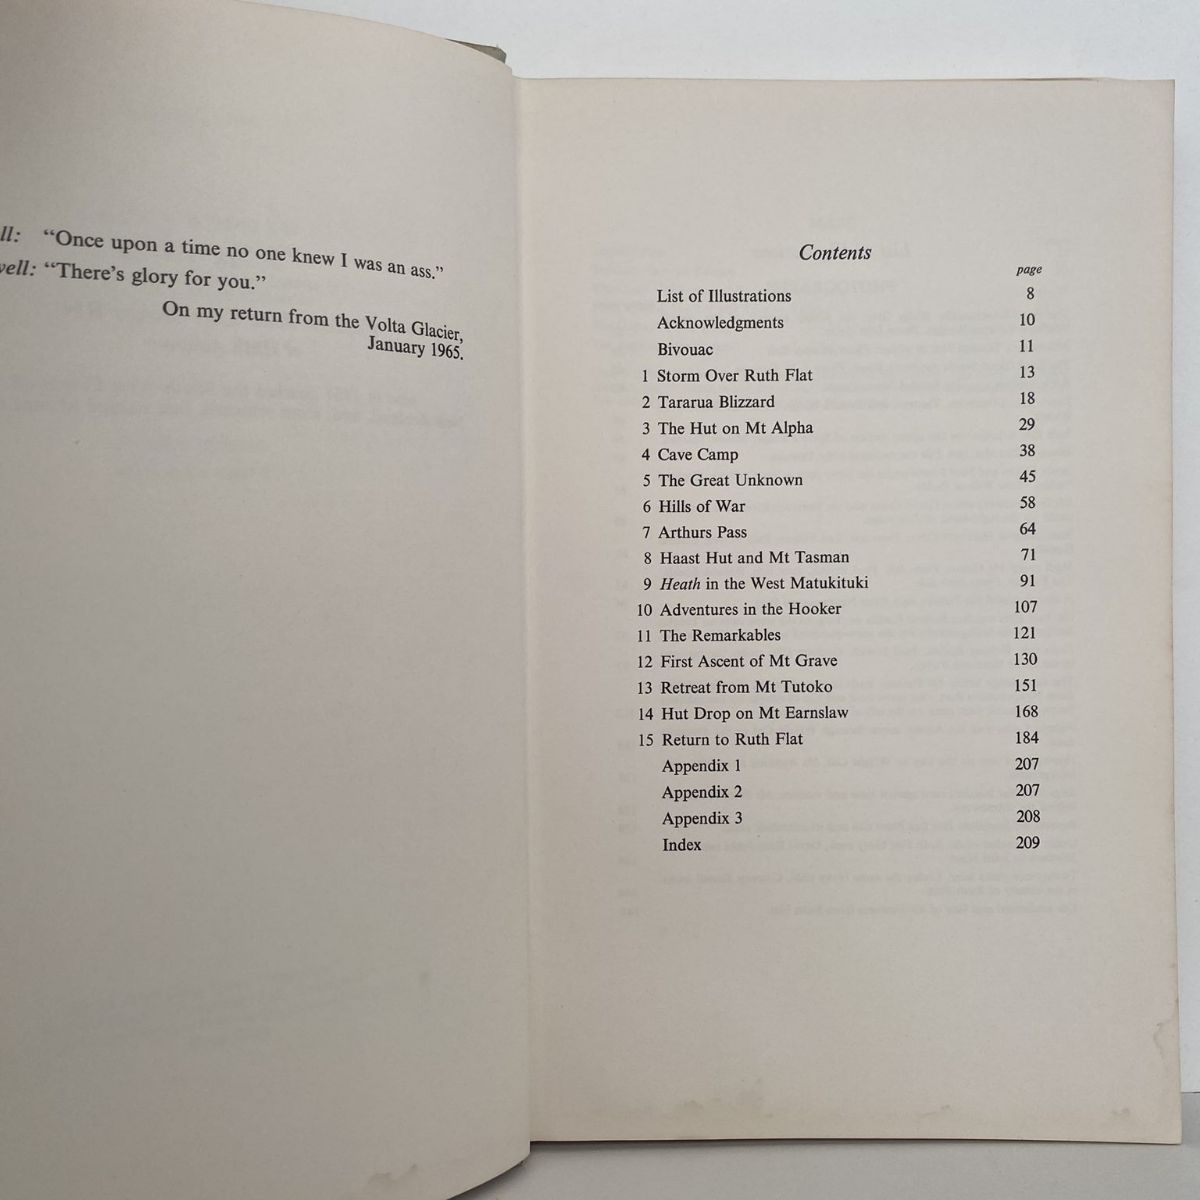 ll: “Once upon a time no one knew I was an ass.”
well: “There’s glory for you.”
On my return from the Volta Glacier,
January 1965.
Contents
page
List of Illustrations 8
Acknowledgments 10
Bivouac 11
1 Storm Over Ruth Flat 13
2 Tararua Blizzard 18
3 The Hut on Mt Alpha 29
4 Cave Camp 38
5 The Great Unknown 45
6 Hills of War 58
7 Arthurs Pass 64
8 Haast Hut and Mt Tasman 71
9 Heath in the West Matukituki 91
10 Adventures in the Hooker 107
11 The Remarkables 121
12 First Ascent of Mt Grave 130
13 Retreat from Mt Tutoko 151
14 Hut Drop on Mt Earnslaw 168
15 Return to Ruth Flat 184
Appendix 1 207
Appendix 2 207
Appendix 3 208
Index 209